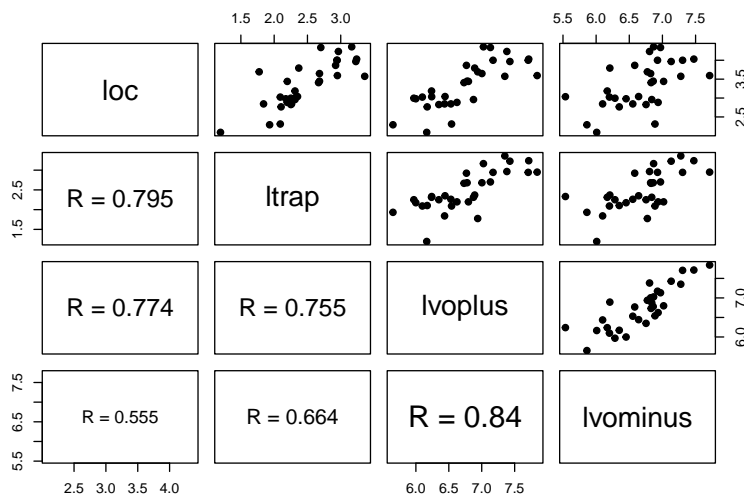 1.5 2.0 2.5 3.0 5.5 6.0 6.5 7.0 7.5
loc
2.5 3.5
1.5 2.5
R = 0.795
ltrap
R = 0.774
R = 0.755
lvoplus
6.0 7.0
5.5 6.5 7.5
R = 0.555
R = 0.664
R = 0.84
lvominus
2.5 3.0 3.5 4.0 6.0 6.5 7.0 7.5